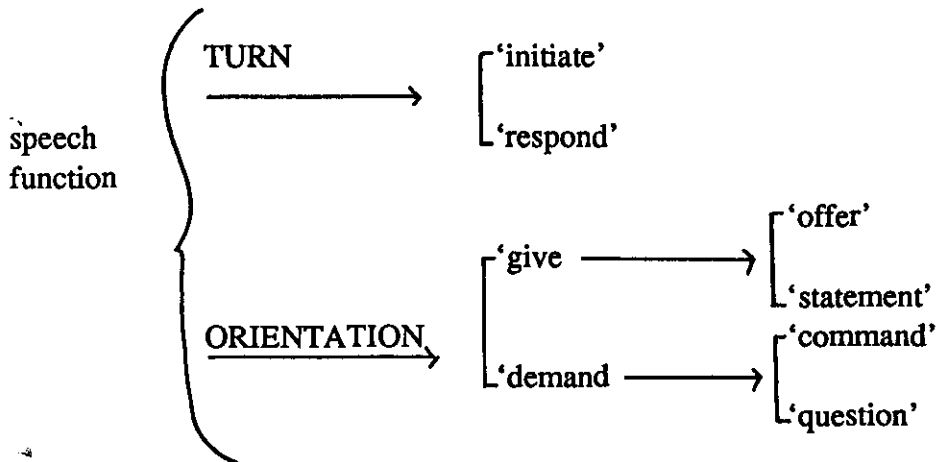 TURN
‘initiate’
‘respond’
speech
function
‘offer’
‘give
‘statement’
ORIENTATION
‘command’
‘demand
‘question’